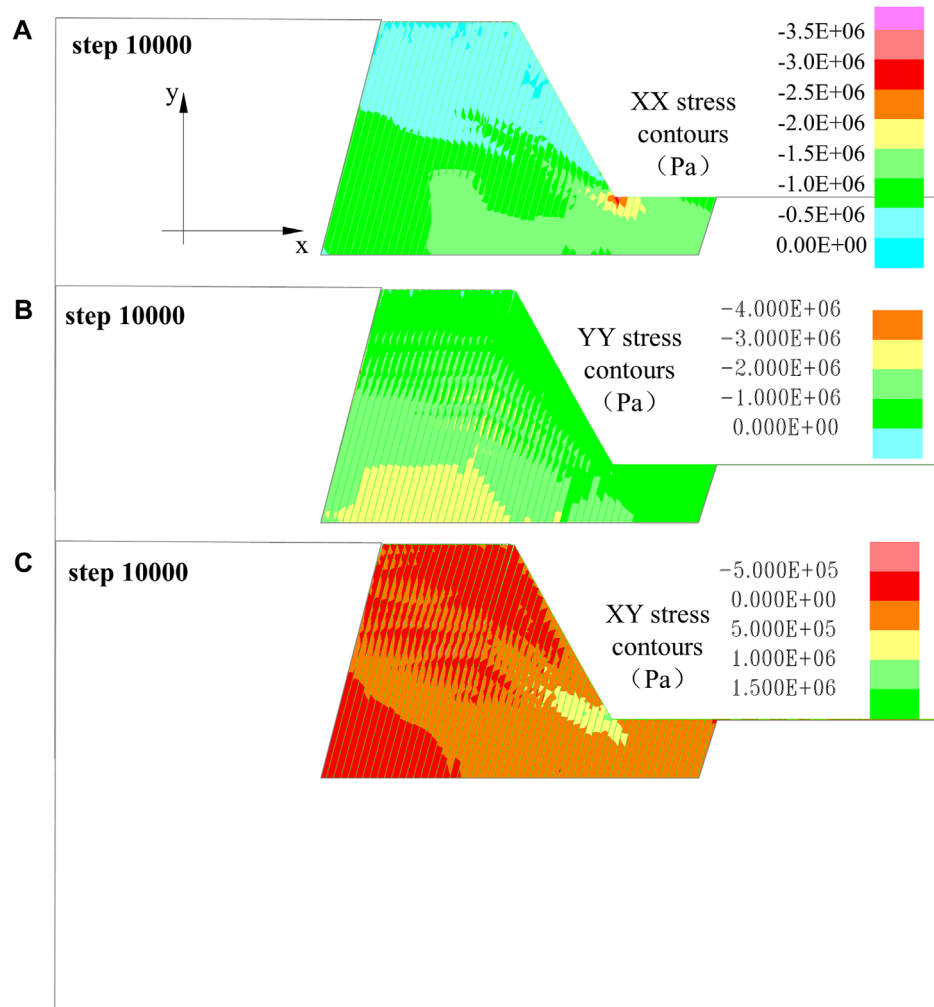 A
step 10000
y
x
XX stress
contours
（Pa）
-3.5E+06
-3.0E+06
-2.5E+06
-2.0E+06
-1.5E+06
-1.0E+06
-0.5E+06
0.00E+00
B
step 10000
YY stress
contours
（Pa）
-4.000E+06
-3.000E+06
-2.000E+06
-1.000E+06
0.000E+00
C
step 10000
XY stress
contours
（Pa）
-5.000E+05
0.000E+00
5.000E+05
1.000E+06
1.500E+06